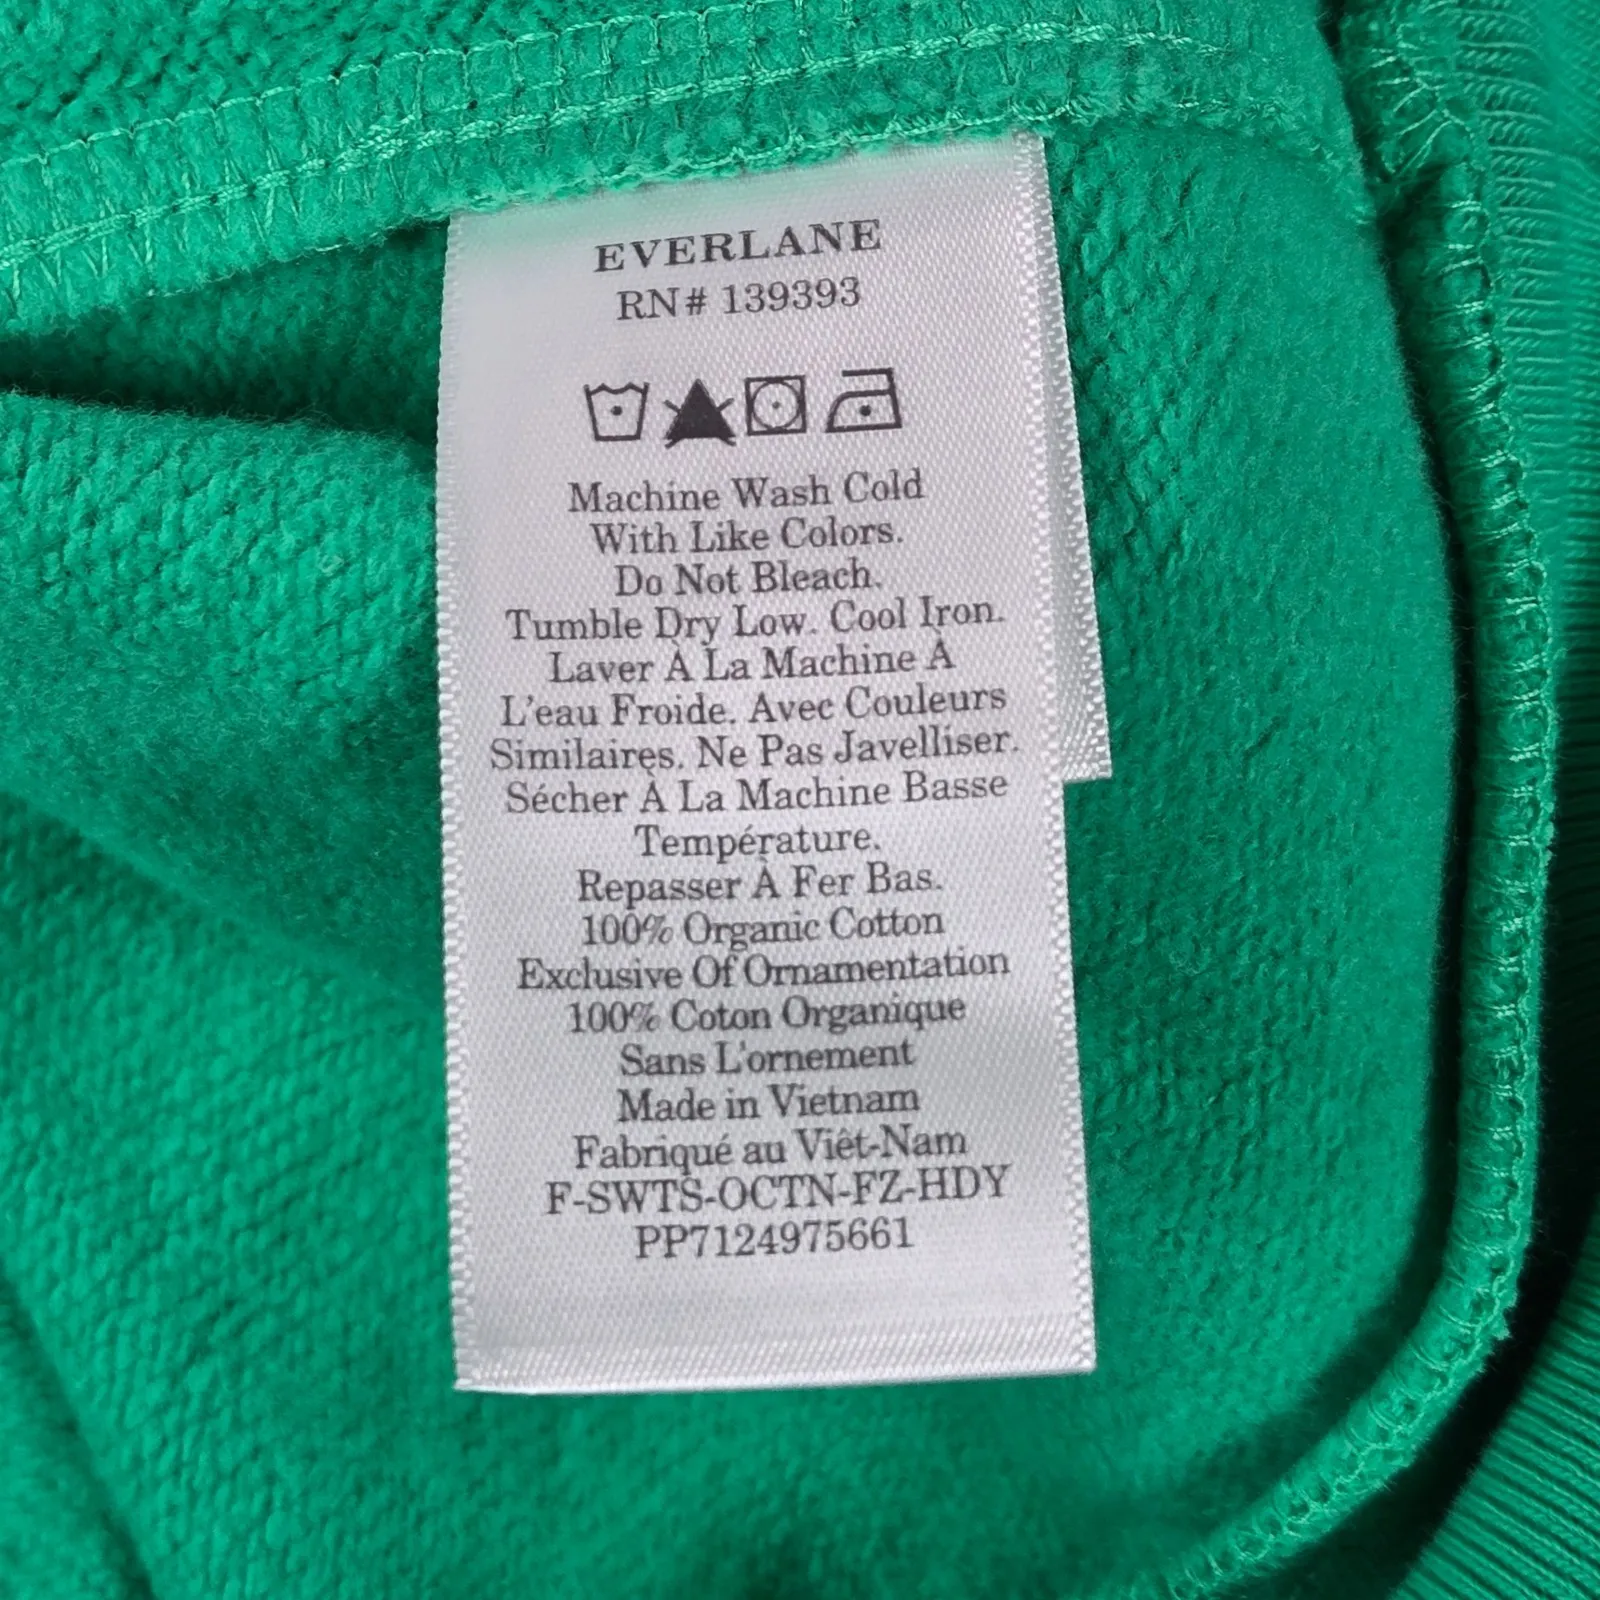 EVERLANE
RN# 139393
Machine Wash Cold
With Like Colors.
Do Not Bleach.
Tumble Dry Low. Cool Iron.
Laver À La Machine À
L'eau Froide. Avec Couleurs
Similaires. Ne Pas Javelliser.
Sécher À La Machine Basse
Température.
Repasser À Fer Bas.
100% Organic Cotton
Exclusive Of Ornamentation
100% Coton Organique
Sans L'ornement
Made in Vietnam
Fabriqué au Viêt-Nam
F-SWTS-OCTN-FZ-HDY
PP7124975661